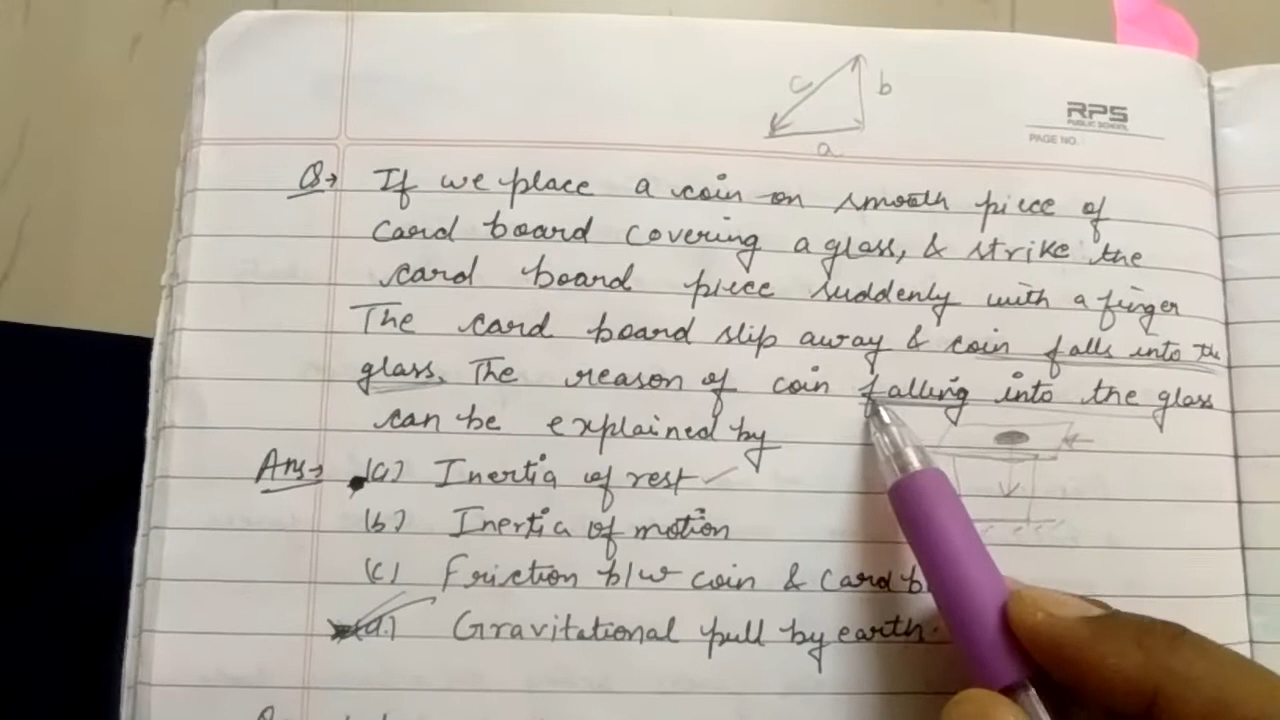 c b
a
RPS
PUBLIC SCHOOL
PAGE NO.
Q→ If we place a coin on smooth piece of
card board covering a glass, & strike the
card board piece suddenly with a finger
The card board slip away & coin falls into the
glass. The reason of coin falling into the glass
can be explained by
Ans→ (a) Inertia of rest ✓
(b) Inertia of motion
(c) Friction b/w coin & card b
(d.) Gravitational pull by earth.